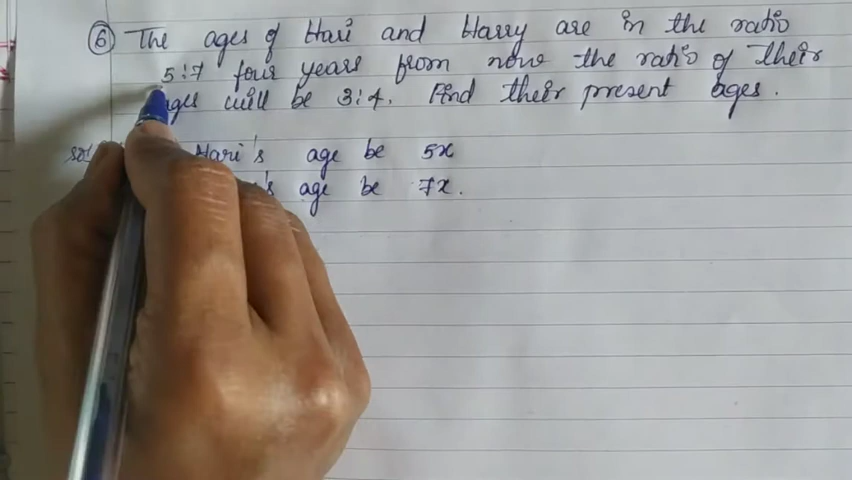 ⑥ The ages of Hari and Harry are in the ratio
5:7 four years from now the ratio of their
ages will be 3:4. Find their present ages.
Hari's age be 5x
's age be 7x.